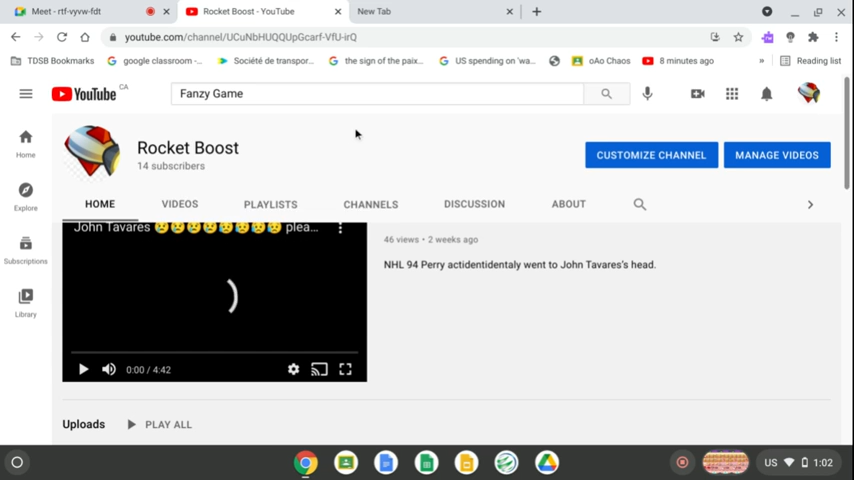 Meet - rtf-vyvw-fdt
Rocket Boost - YouTube
New Tab
youtube.com/channel/UCuNbHUQQUpGcarf-VfU-irQ
TDSB Bookmarks
google classroom -...
Société de transpor...
the sign of the paix...
US spending on 'wa...
oAo Chaos
8 minutes ago
»
Reading list
YouTube CA
Fanzy Game
Rocket Boost
14 subscribers
CUSTOMIZE CHANNEL
MANAGE VIDEOS
Home
Explore
Subscriptions
Library
HOME
VIDEOS
PLAYLISTS
CHANNELS
DISCUSSION
ABOUT
John Tavares 😢😢😢😢😢😢😢😢 plea...
46 views • 2 weeks ago
NHL 94 Perry actidentidentaly went to John Tavares's head.
0:00 / 4:42
Uploads
PLAY ALL
US
1:02